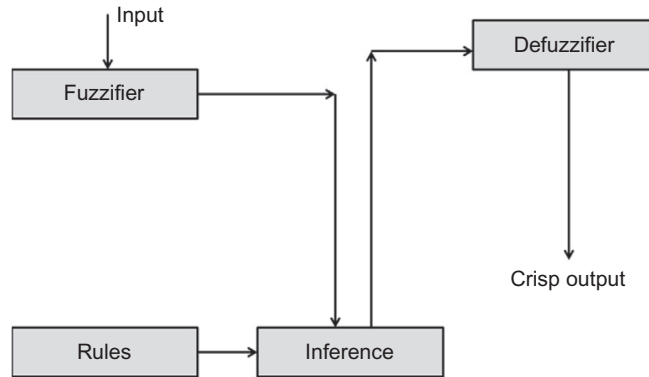 Input
Fuzzifier
Defuzzifier
Crisp output
Rules
Inference